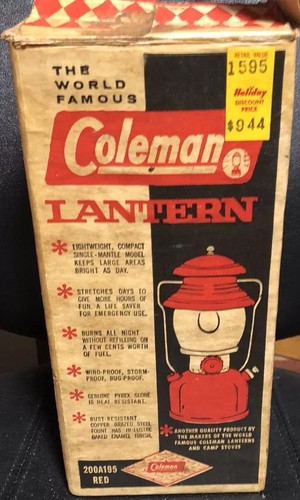 THE
WORLD
FAMOUS
RETAIL VALUE
1595
Holiday
DISCOUNT
PRICE
$9.44
Coleman
LANTERN
* LIGHTWEIGHT, COMPACT
SINGLE-MANTLE MODEL
KEEPS LARGE AREAS
BRIGHT AS DAY.
* STRETCHES DAYS TO
GIVE MORE HOURS OF
FUN. A LIFE SAVER
FOR EMERGENCY USE.
* BURNS ALL NIGHT
WITHOUT REFILLING ON
A FEW CENTS WORTH
OF FUEL.
* WIND-PROOF, STORM-
PROOF, BUG-PROOF.
* GENUINE PYREX GLOBE
IS HEAT RESISTANT.
* RUST-RESISTANT
COPPER BRAZED STEEL
FOUNT HAS HI-LUSTRE
BAKED ENAMEL FINISH.
* ANOTHER QUALITY PRODUCT BY
THE MAKERS OF THE WORLD
FAMOUS COLEMAN LANTERNS
AND CAMP STOVES
200A195
RED
Coleman